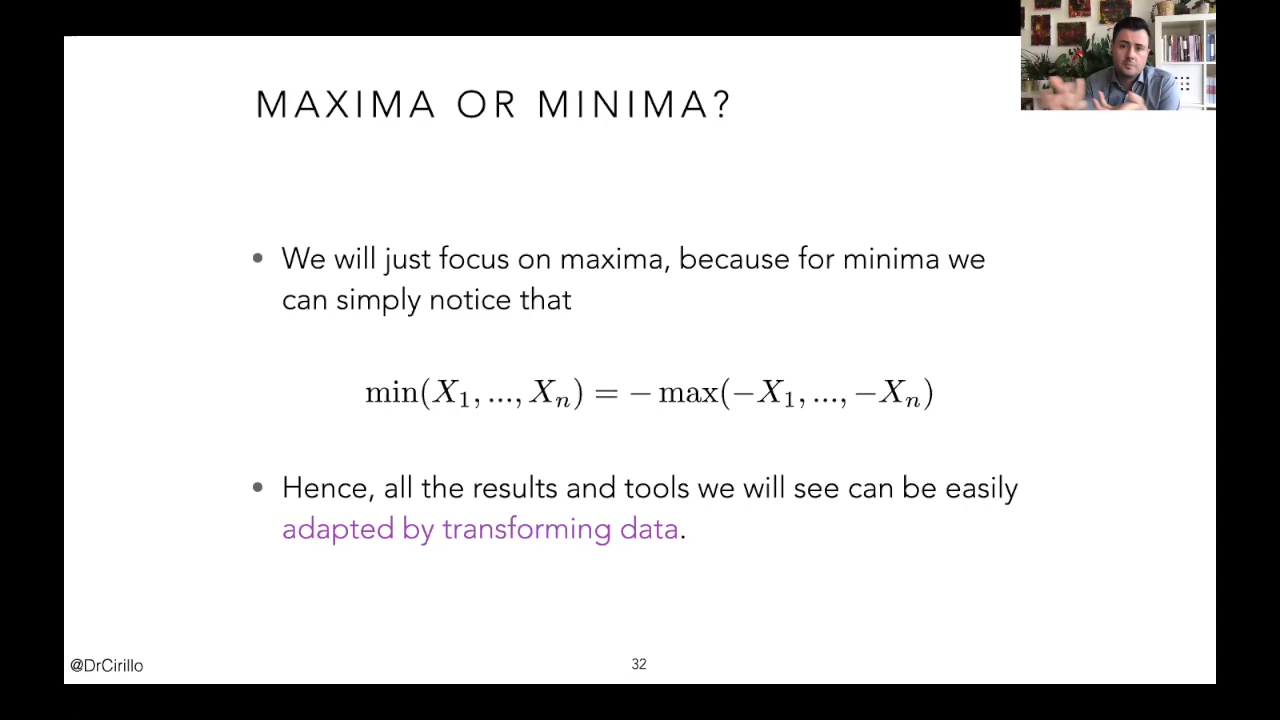 MAXIMA OR MINIMA?
• We will just focus on maxima, because for minima we
can simply notice that
min(X₁, ..., Xₙ) = − max(−X₁, ..., −Xₙ)
• Hence, all the results and tools we will see can be easily
adapted by transforming data.
@DrCirillo
32